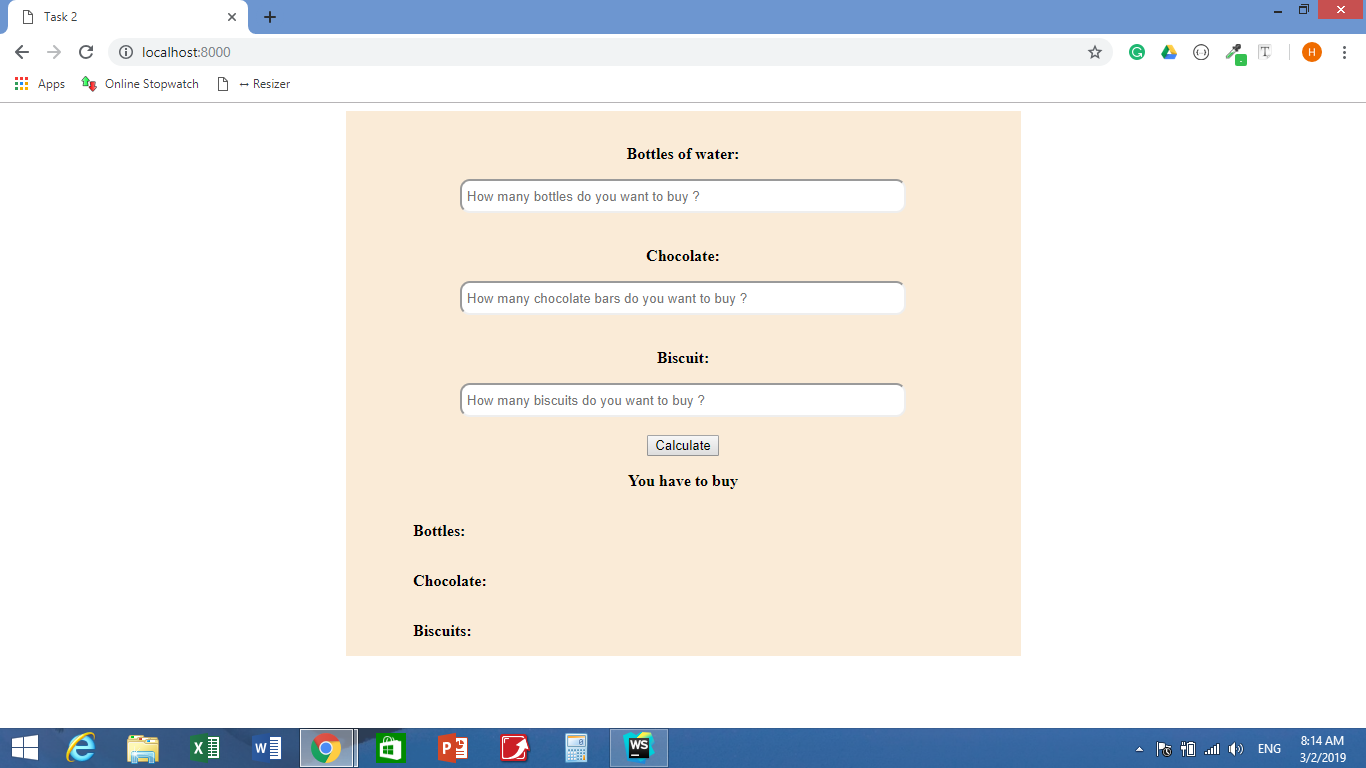 Task 2
localhost:8000
H
Apps
Online Stopwatch
↔ Resizer
Bottles of water:
How many bottles do you want to buy ?
Chocolate:
How many chocolate bars do you want to buy ?
Biscuit:
How many biscuits do you want to buy ?
Calculate
You have to buy
Bottles:
Chocolate:
Biscuits:
WS
ENG
8:14 AM
3/2/2019